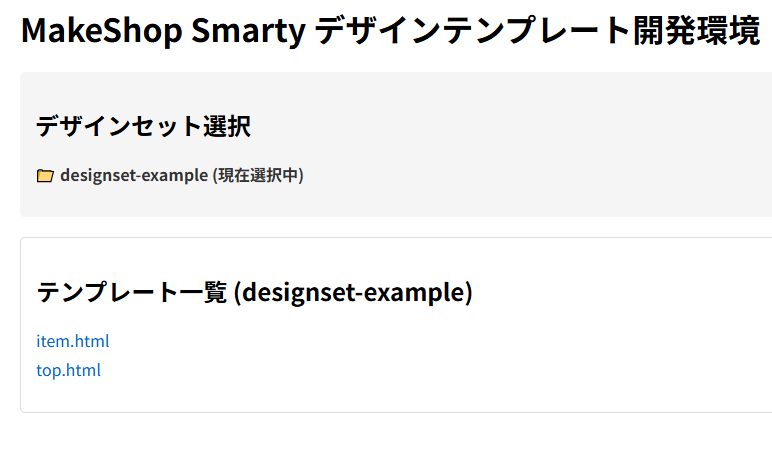 MakeShop Smarty デザインテンプレート開発環境
デザインセット選択
designset-example (現在選択中)
テンプレート一覧 (designset-example)
item.html
top.html